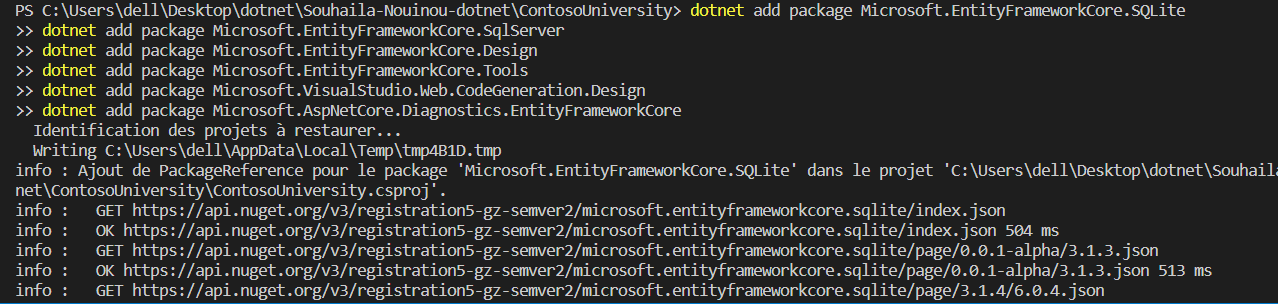 PS C:\Users\dell\Desktop\dotnet\Souhaila-Nouinou-dotnet\ContosoUniversity> dotnet add package Microsoft.EntityFrameworkCore.SQLite
>> dotnet add package Microsoft.EntityFrameworkCore.SqlServer
>> dotnet add package Microsoft.EntityFrameworkCore.Design
>> dotnet add package Microsoft.EntityFrameworkCore.Tools
>> dotnet add package Microsoft.VisualStudio.Web.CodeGeneration.Design
>> dotnet add package Microsoft.AspNetCore.Diagnostics.EntityFrameworkCore
Identification des projets à restaurer...
Writing C:\Users\dell\AppData\Local\Temp\tmp4B1D.tmp
info : Ajout de PackageReference pour le package 'Microsoft.EntityFrameworkCore.SQLite' dans le projet 'C:\Users\dell\Desktop\dotnet\Souhaila
net\ContosoUniversity\ContosoUniversity.csproj'.
info :   GET https://api.nuget.org/v3/registration5-gz-semver2/microsoft.entityframeworkcore.sqlite/index.json
info :   OK https://api.nuget.org/v3/registration5-gz-semver2/microsoft.entityframeworkcore.sqlite/index.json 504 ms
info :   GET https://api.nuget.org/v3/registration5-gz-semver2/microsoft.entityframeworkcore.sqlite/page/0.0.1-alpha/3.1.3.json
info :   OK https://api.nuget.org/v3/registration5-gz-semver2/microsoft.entityframeworkcore.sqlite/page/0.0.1-alpha/3.1.3.json 513 ms
info :   GET https://api.nuget.org/v3/registration5-gz-semver2/microsoft.entityframeworkcore.sqlite/page/3.1.4/6.0.4.json